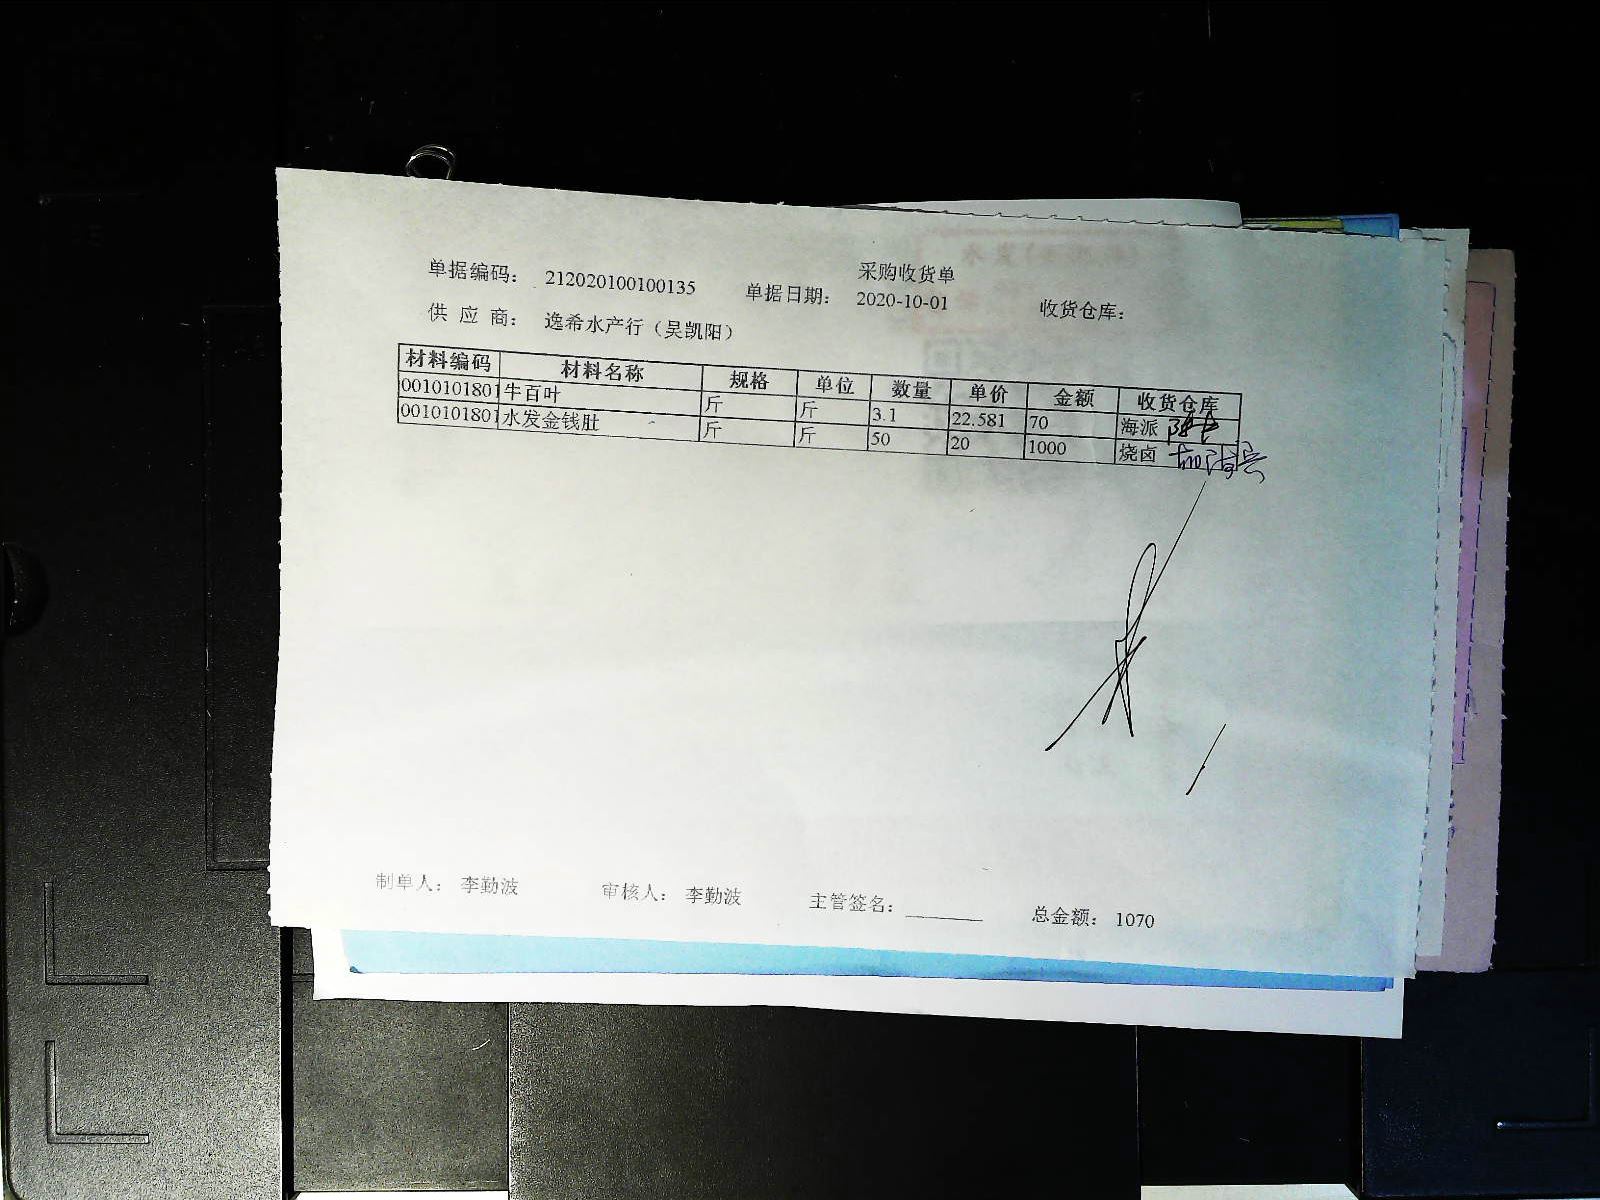 采购收货单
单据编码： 212020100100135 单据日期： 2020-10-01 收货仓库：
供 应 商： 逸希水产行（吴凯阳）
材料编码 材料名称 规格 单位 数量 单价 金额 收货仓库
0010101801 牛百叶 斤 斤 3.1 22.581 70 海派
0010101801 水发金钱肚 斤 斤 50 20 1000 烧卤
制单人： 李勤波 审核人： 李勤波 主管签名： 总金额： 1070